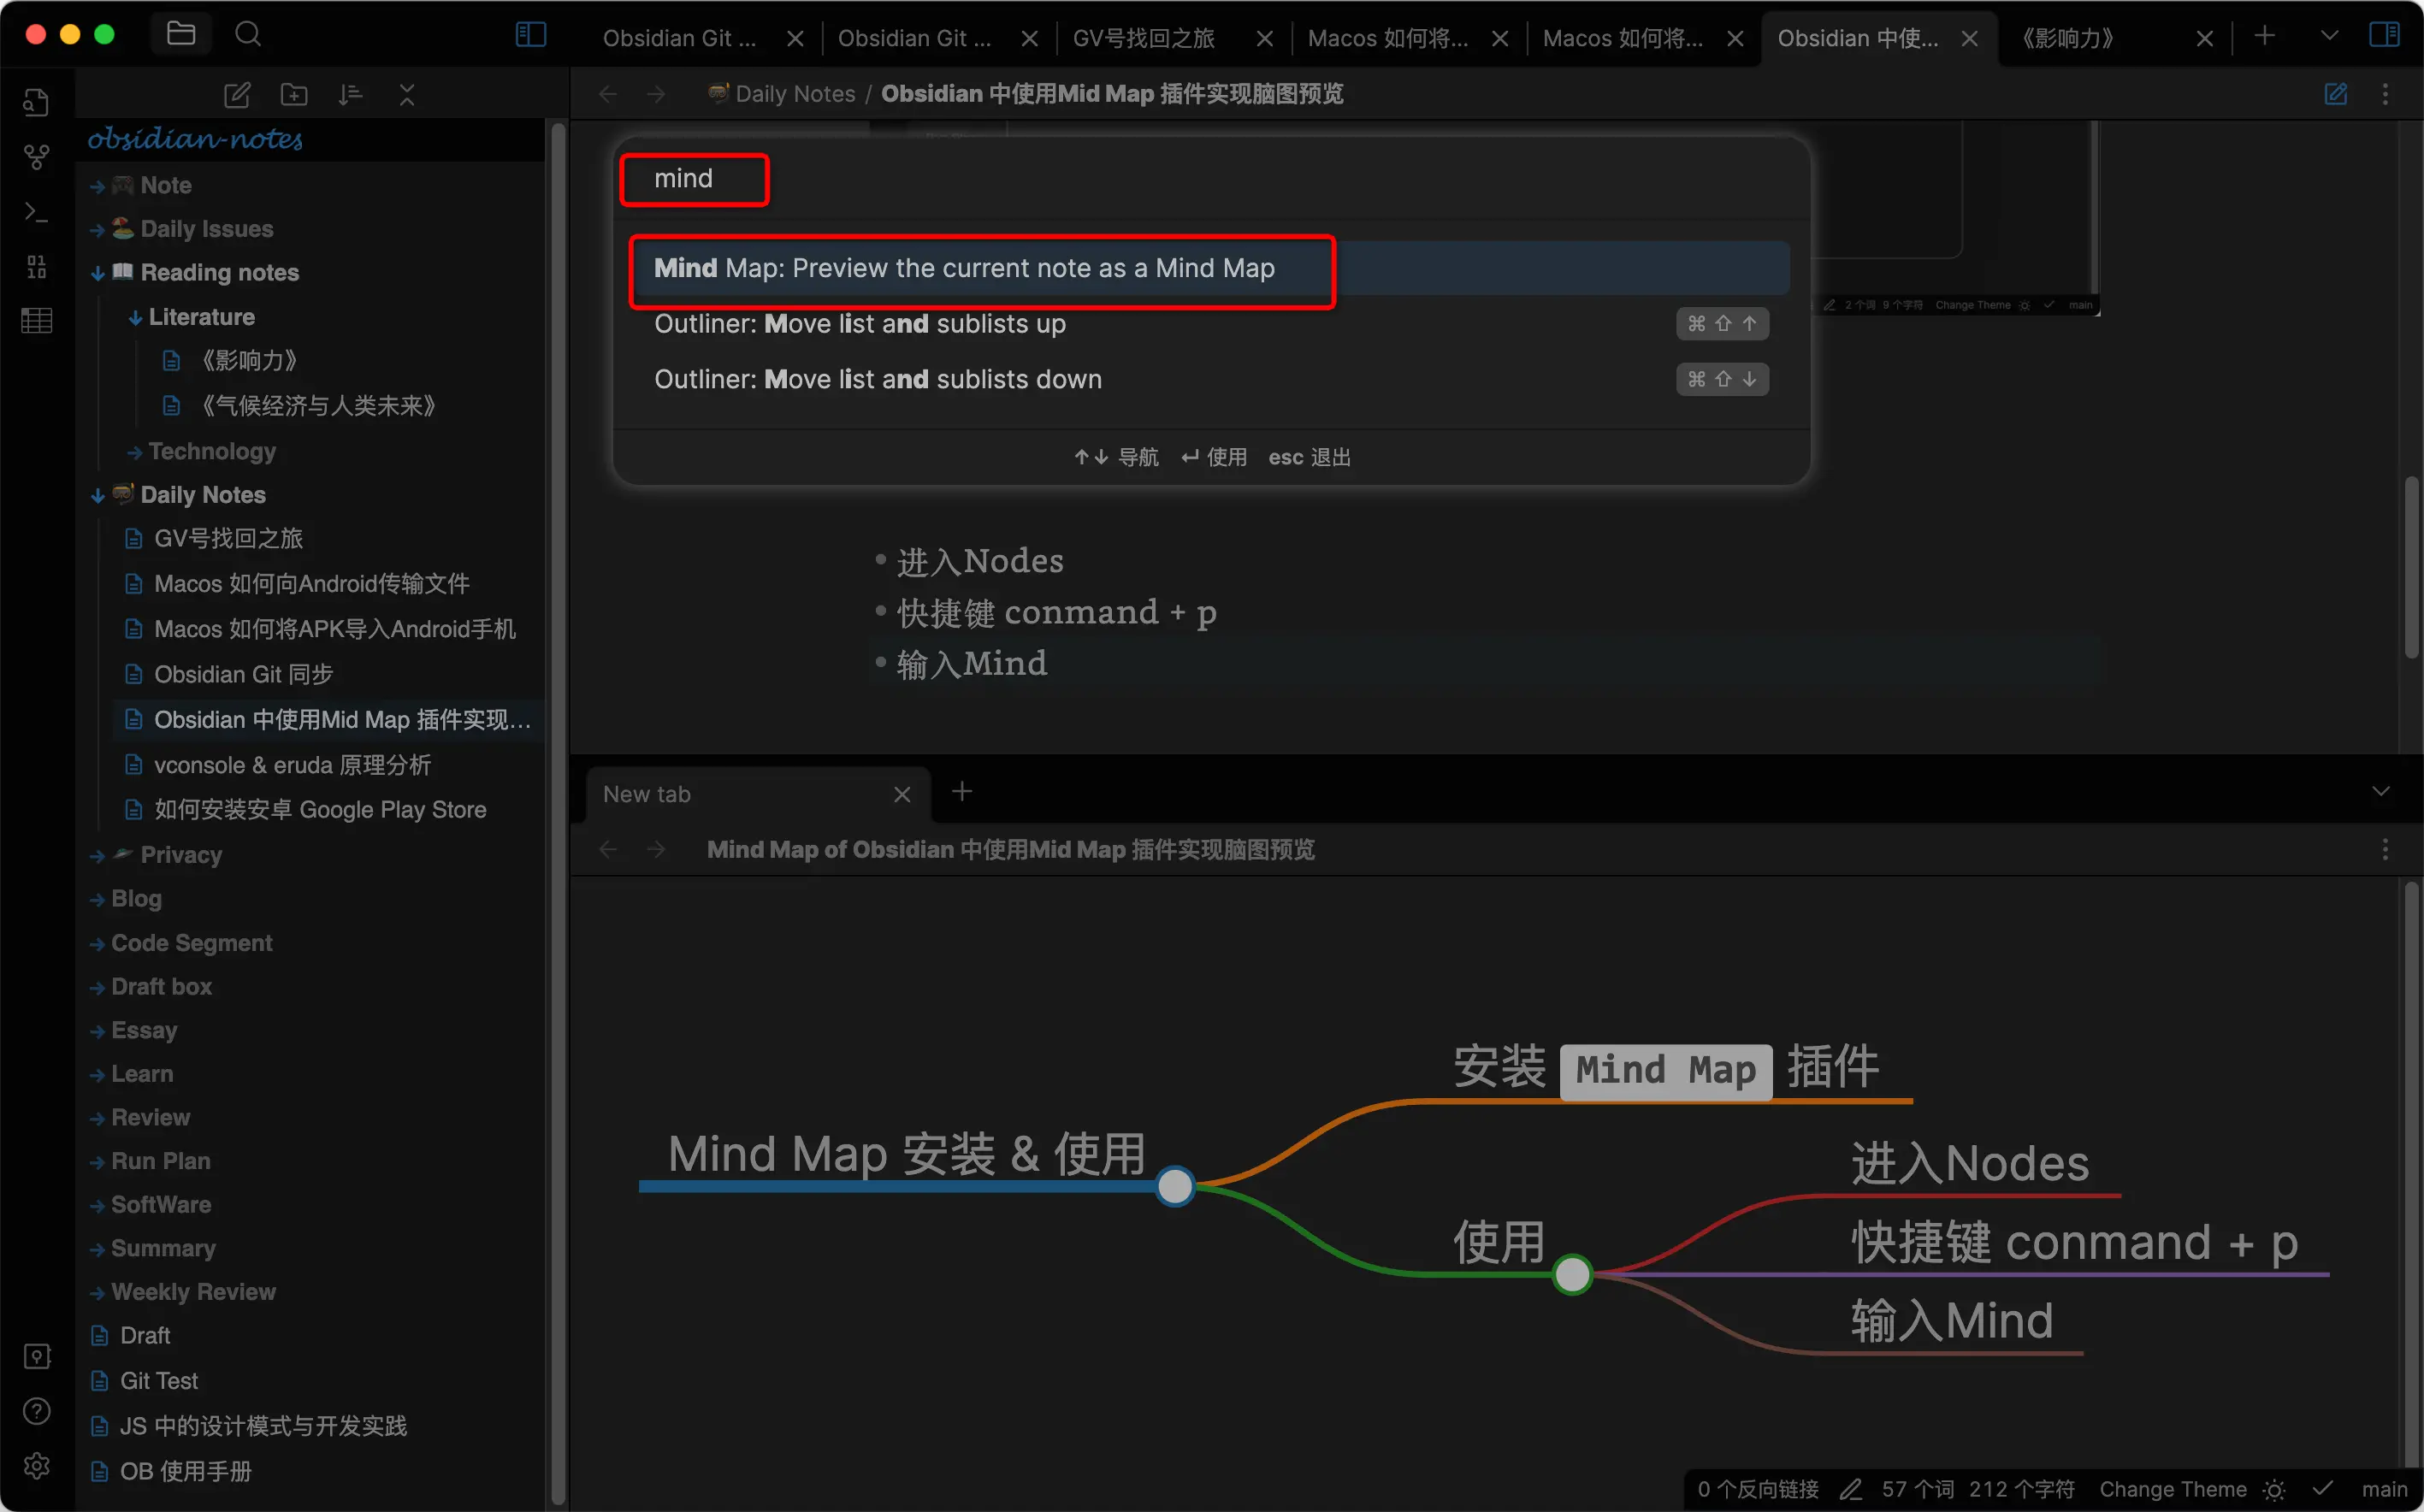 Obsidian Git ...
Obsidian Git ...
GV号找回之旅
Macos 如何将...
Macos 如何将...
Obsidian 中使...
《影响力》
Daily Notes / Obsidian 中使用Mid Map 插件实现脑图预览
obsidian-notes
Note
Daily Issues
Reading notes
Literature
《影响力》
《气候经济与人类未来》
Technology
Daily Notes
GV号找回之旅
Macos 如何向Android传输文件
Macos 如何将APK导入Android手机
Obsidian Git 同步
Obsidian 中使用Mid Map 插件实现...
vconsole & eruda 原理分析
如何安装安卓 Google Play Store
Privacy
Blog
Code Segment
Draft box
Essay
Learn
Review
Run Plan
SoftWare
Summary
Weekly Review
Draft
Git Test
JS 中的设计模式与开发实践
OB 使用手册
mind
Mind Map: Preview the current note as a Mind Map
Outliner: Move list and sublists up ⌘ ⇧ ↑
Outliner: Move list and sublists down ⌘ ⇧ ↓
↑↓ 导航 ↵ 使用 esc 退出
2 个词 9 个字符 Change Theme main
• 进入Nodes
• 快捷键 conmand + p
• 输入Mind
New tab
Mind Map of Obsidian 中使用Mid Map 插件实现脑图预览
Mind Map 安装 & 使用
安装 Mind Map 插件
使用
进入Nodes
快捷键 conmand + p
输入Mind
0 个反向链接 57 个词 212 个字符 Change Theme main